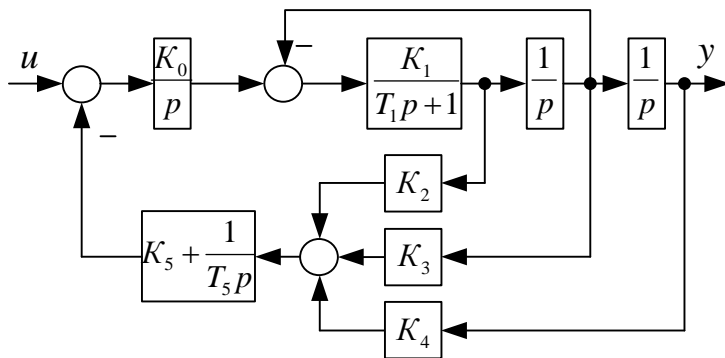 u
−
K₀
p
−
K₁
T₁p + 1
1
p
1
p
y
K₂
K₃
K₄
K₅ + 1
T₅p